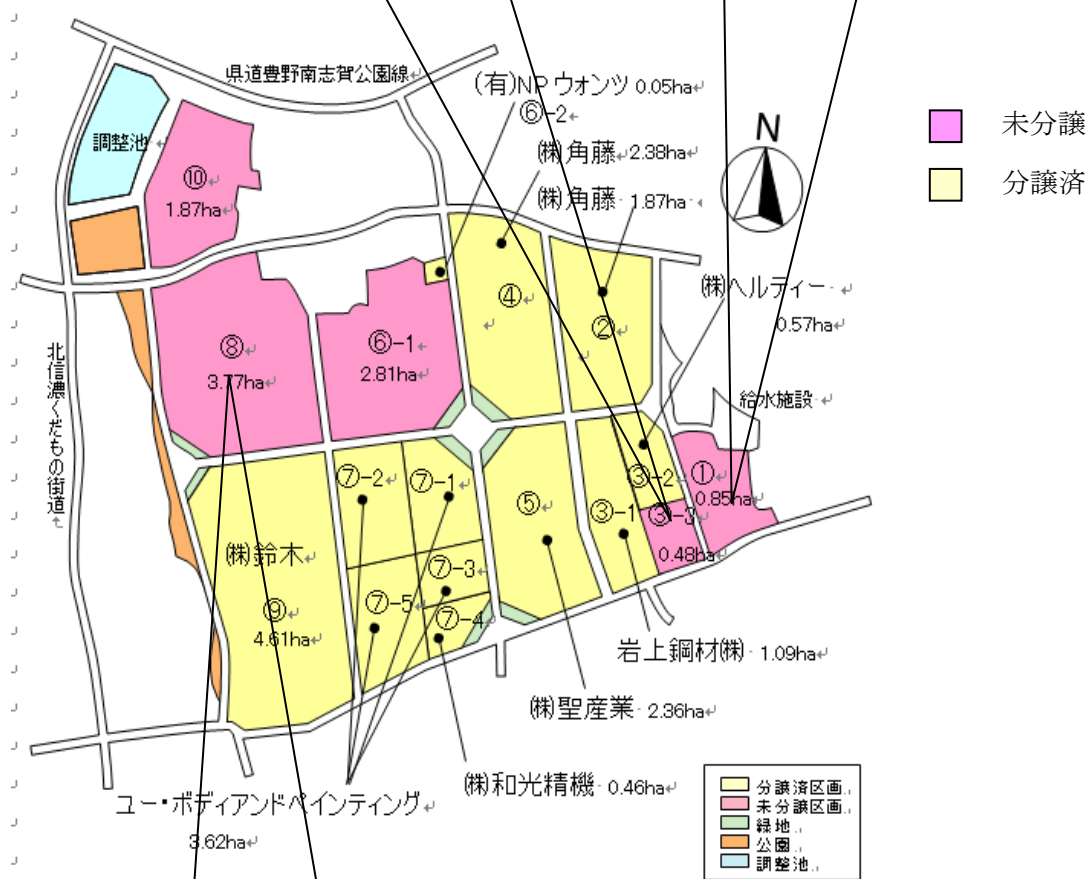 県道豊野南志賀公園線
(有)NPウォンツ 0.05ha
⑥-2
㈱角藤 2.38ha
㈱角藤 1.87ha
N
未分譲
分譲済
調整池
⑩
1.87ha
㈱ヘルティー
0.57ha
④
②
⑧
3.77ha
⑥-1
2.81ha
北信濃くだもの街道
給水施設
⑦-2
⑦-1
⑤
③-2
①
0.85ha
③-1
③-3
0.48ha
㈱鈴木
⑨
4.61ha
⑦-3
⑦-5
⑦-4
岩上鋼材㈱ 1.09ha
㈱聖産業 2.36ha
㈱和光精機 0.46ha
ユー・ボディアンドペインティング
3.62ha
分譲済区画
未分譲区画
緑地
公園
調整池